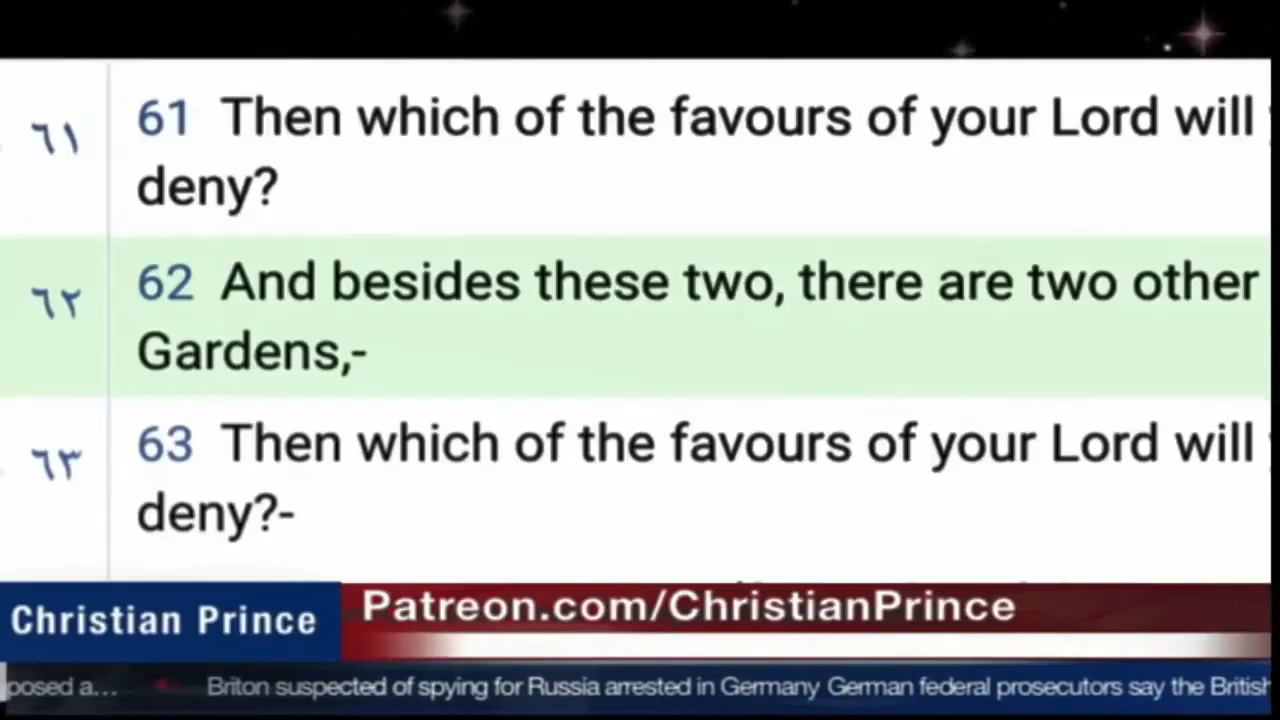 ٦١ 61 Then which of the favours of your Lord will
deny?
٦٢ 62 And besides these two, there are two other
Gardens,-
٦٣ 63 Then which of the favours of your Lord will
deny?-
Christian Prince
Patreon.com/ChristianPrince
posed a... Briton suspected of spying for Russia arrested in Germany German federal prosecutors say the British